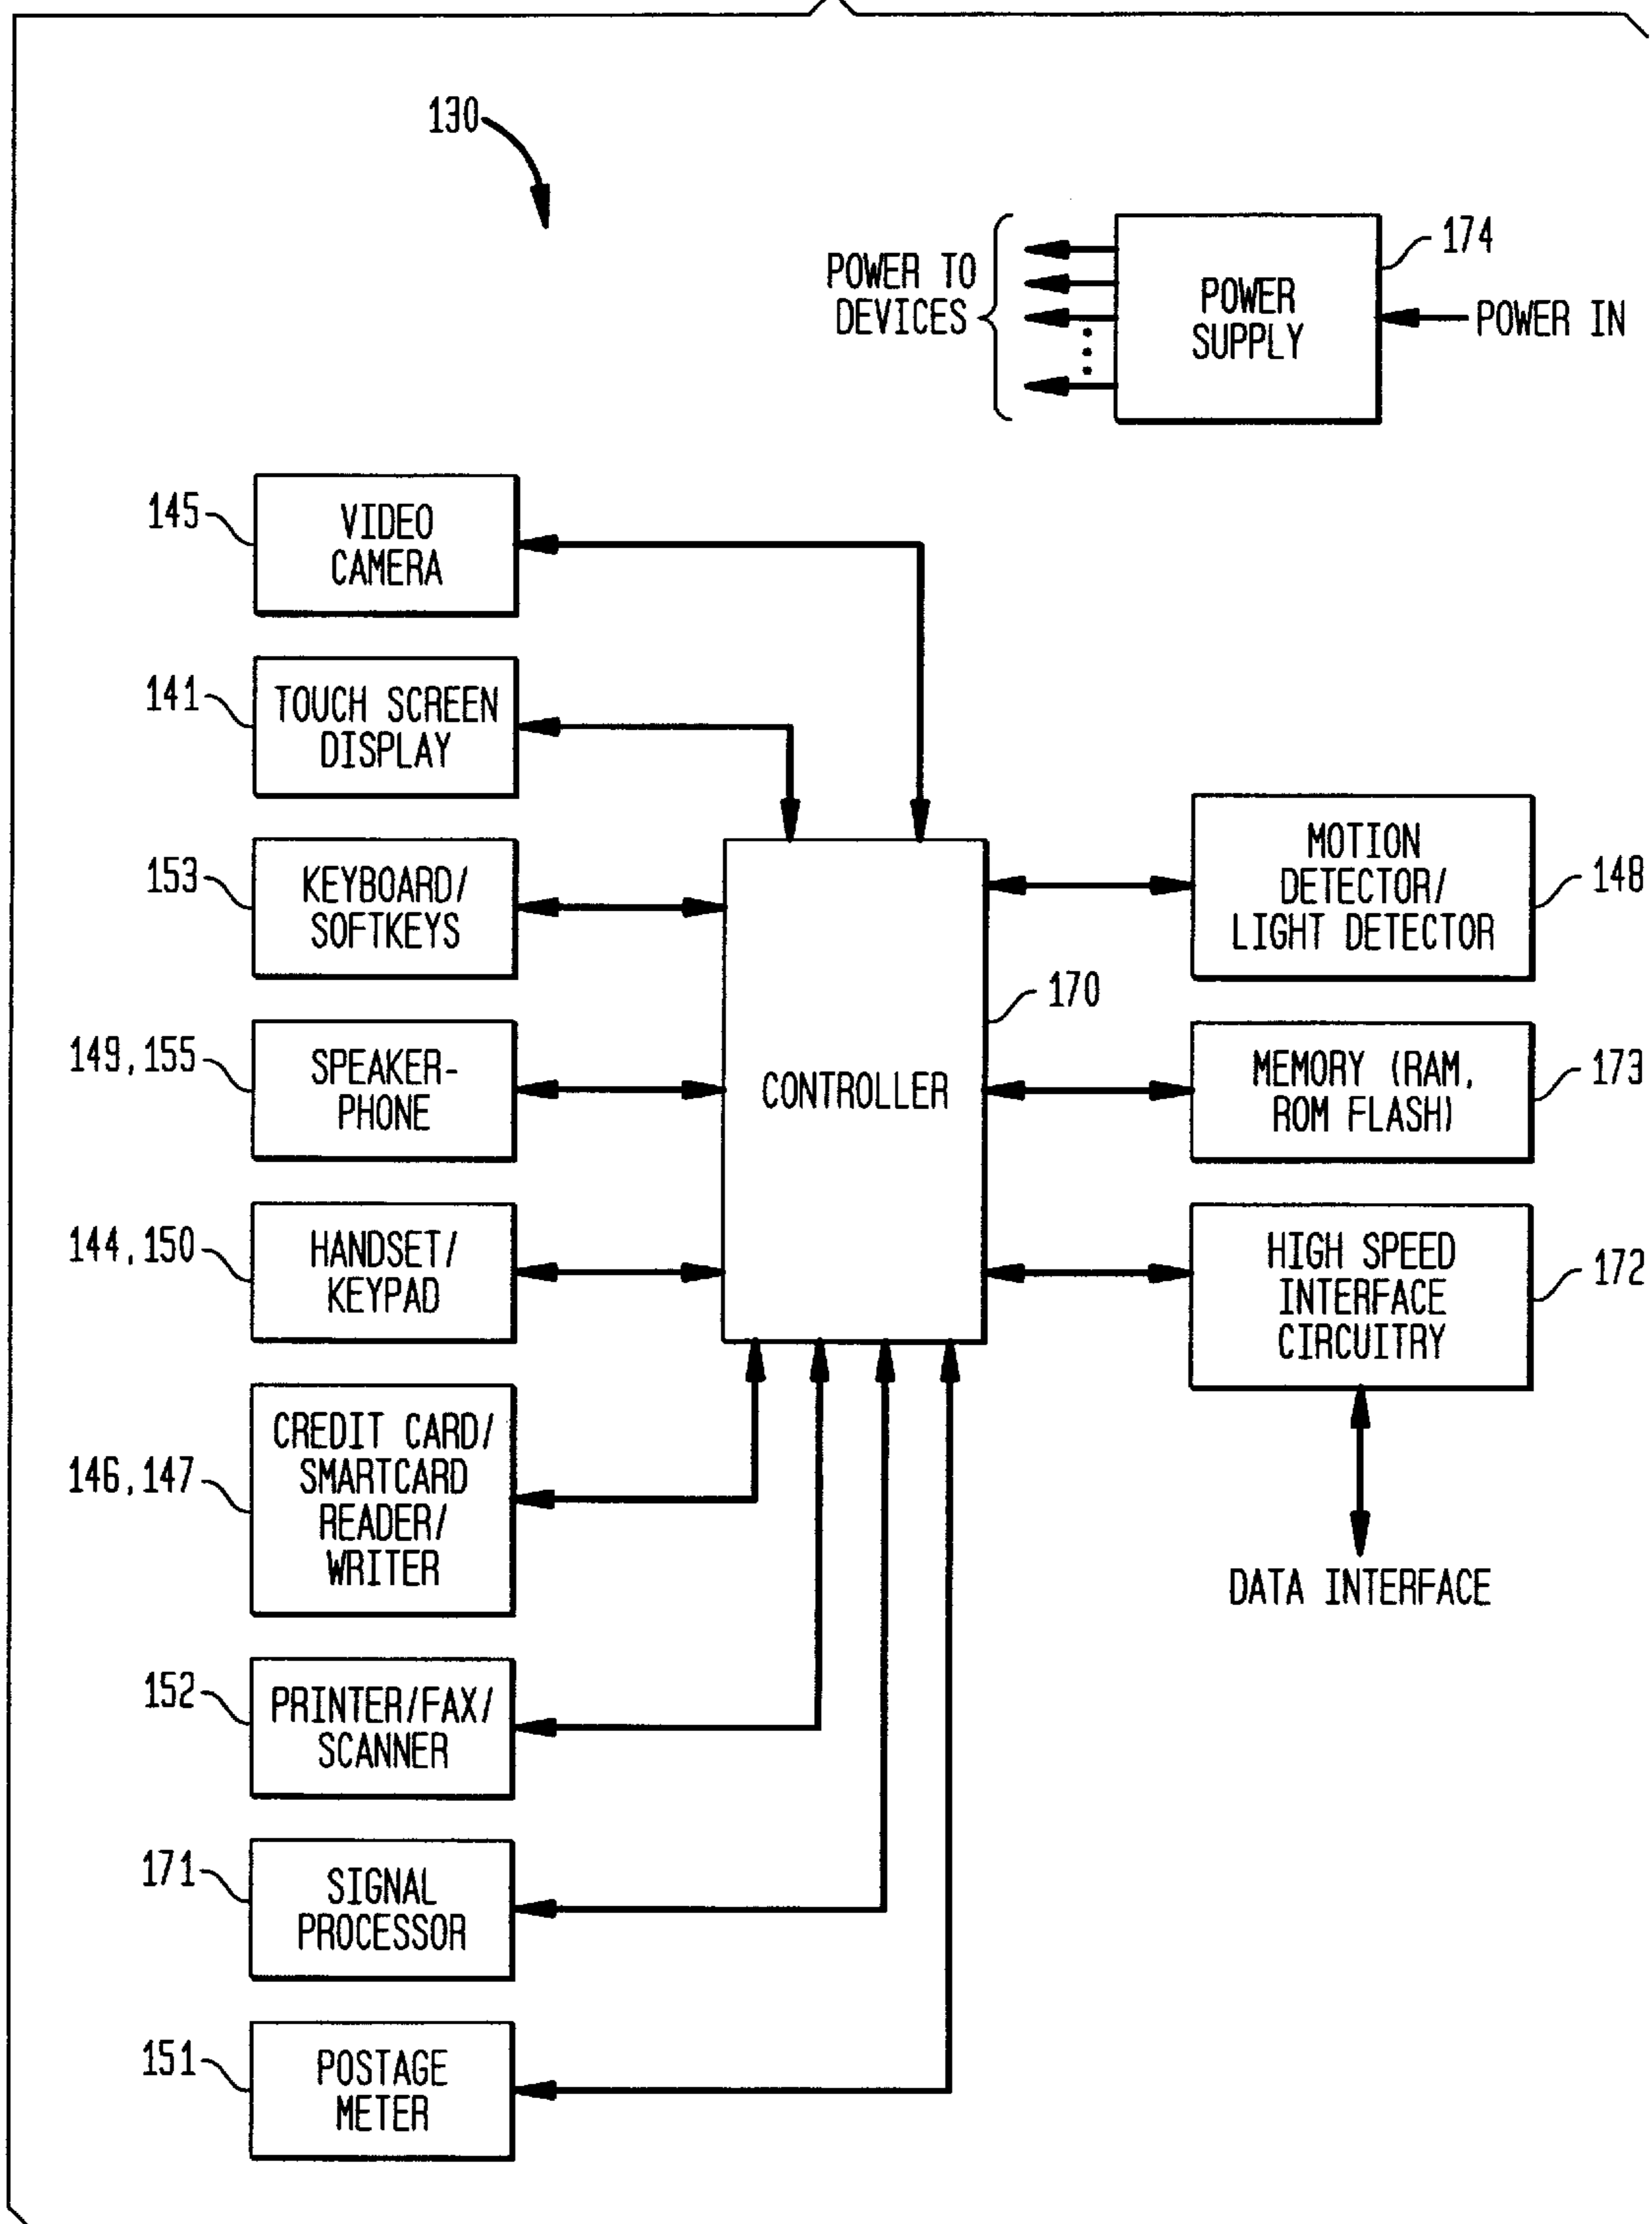 130
174
POWER TO
DEVICES
POWER
SUPPLY
POWER IN
145
VIDEO
CAMERA
141
TOUCH SCREEN
DISPLAY
153
KEYBOARD/
SOFTKEYS
149,155
SPEAKER-
PHONE
144,150
HANDSET/
KEYPAD
146,147
CREDIT CARD/
SMARTCARD
READER/
WRITER
152
PRINTER/FAX/
SCANNER
171
SIGNAL
PROCESSOR
151
POSTAGE
METER
CONTROLLER
170
MOTION
DETECTOR/
LIGHT DETECTOR
148
MEMORY (RAM,
ROM FLASH)
173
HIGH SPEED
INTERFACE
CIRCUITRY
172
DATA INTERFACE